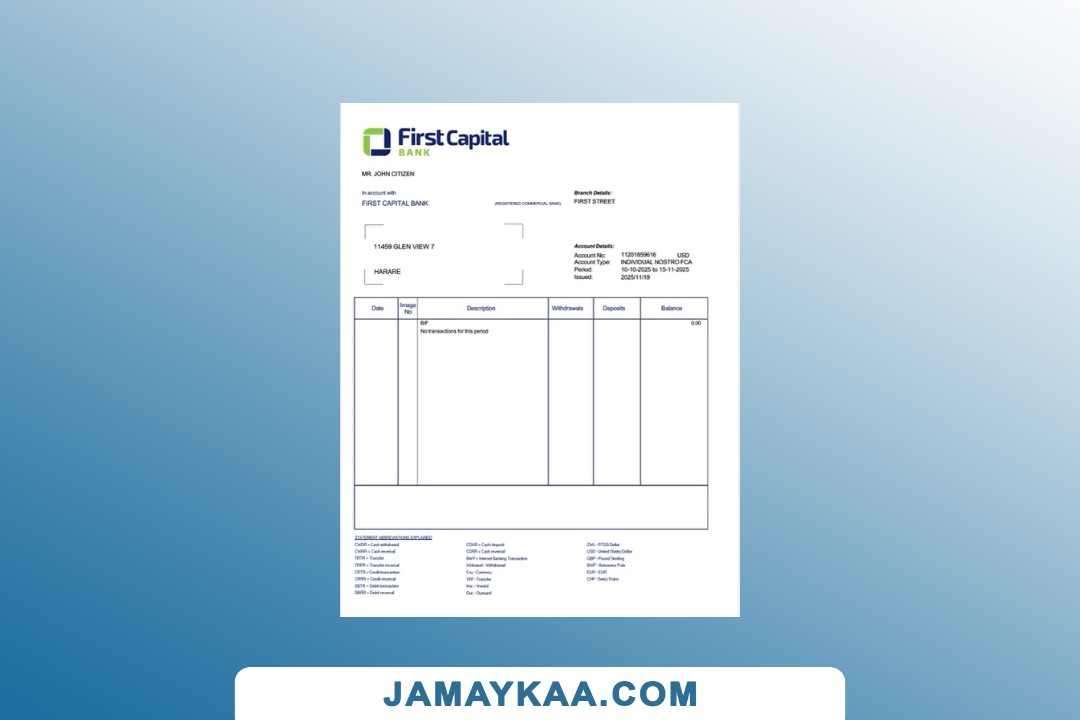 First Capital
BANK
MR. JOHN CITIZEN
In account with
FIRST CAPITAL BANK
(REGISTERED COMMERCIAL BANK)
Branch Details:
FIRST STREET
11459 GLEN VIEW 7
HARARE
Account Details:
Account No: 11201859616 USD
Account Type: INDIVIDUAL NOSTRO FCA
Period: 10-10-2025 to 15-11-2025
Issued: 2025/11/19
Date Image No Description Withdrawals Deposits Balance
B/F 0.00
No transactions for this period
STATEMENT ABBREVIATIONS EXPLAINED
CWDR = Cash withdrawal
CWRR = Cash reversal
TRTR = Transfer
TRRR = Transfer reversal
CRTR = Credit transaction
CRRR = Credit reversal
DBTR = Debit transaction
DBRR = Debit reversal
CDAR = Cash deposit
CDRR = Cash reversal
BWY = Internet Banking Transaction
Withdrawal
Ccy - Currency
TRF - Transfer
Inw. - Inward
Out - Outward
ZWL - RTGS Dollar
USD - United States Dollar
GBP - Pound Sterling
BWP - Botswana Pula
EUR - EUR
CHF - Swiss Franc
JAMAYKAA.COM